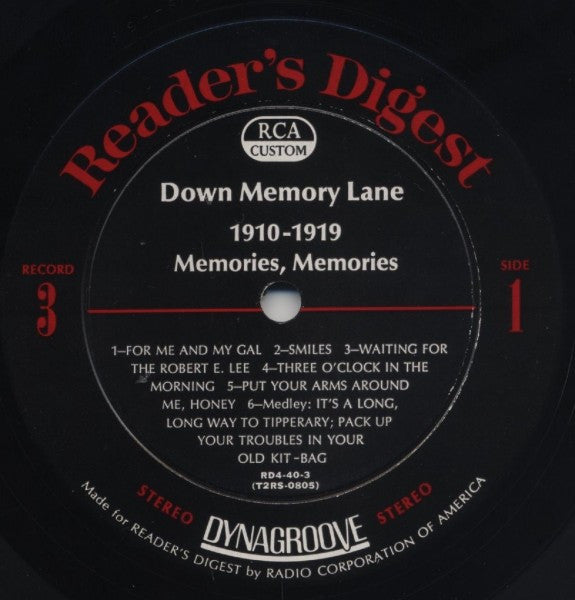 Reader's Digest
RCA
CUSTOM
Down Memory Lane
1910-1919
Memories, Memories
RECORD
3
SIDE
1
1—FOR ME AND MY GAL 2—SMILES 3—WAITING FOR
THE ROBERT E. LEE 4—THREE O'CLOCK IN THE
MORNING 5—PUT YOUR ARMS AROUND
ME, HONEY 6—Medley: IT'S A LONG,
LONG WAY TO TIPPERARY; PACK UP
YOUR TROUBLES IN YOUR
OLD KIT-BAG
RD4-40-3
(T2RS-0805)
STEREO
DYNAGROOVE
STEREO
Made for READER'S DIGEST by RADIO CORPORATION OF AMERICA